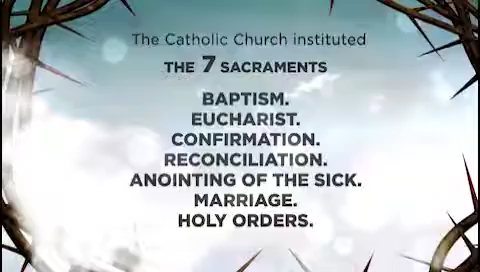 The Catholic Church instituted
THE 7 SACRAMENTS
BAPTISM.
EUCHARIST.
CONFIRMATION.
RECONCILIATION.
ANOINTING OF THE SICK.
MARRIAGE.
HOLY ORDERS.